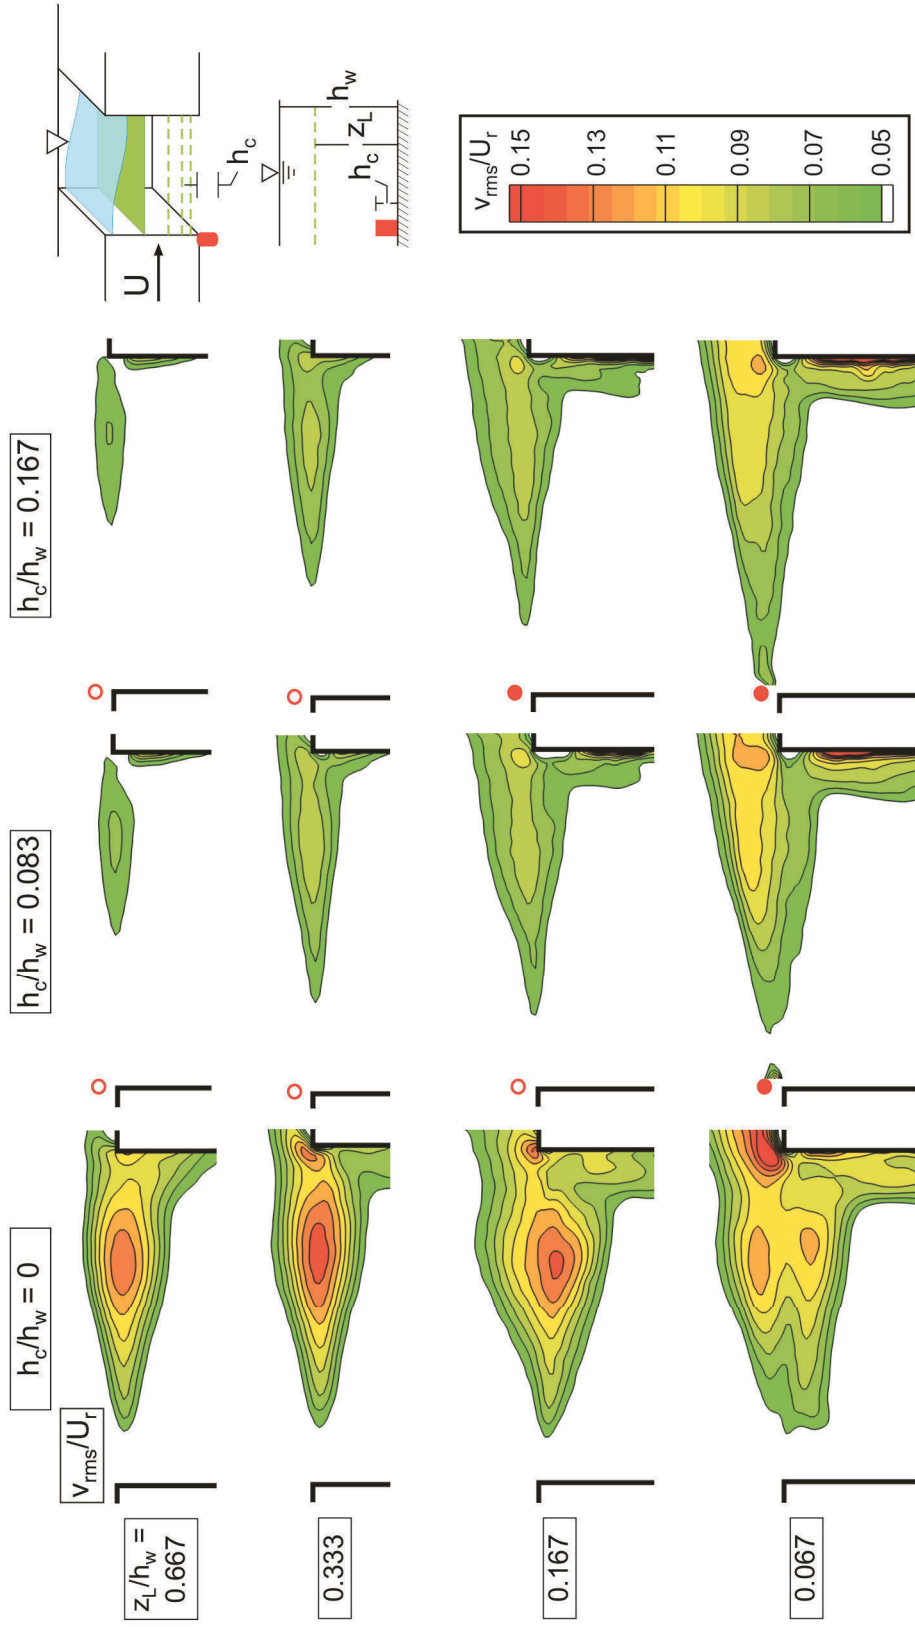 h_c/h_w = 0
h_c/h_w = 0.083
h_c/h_w = 0.167
v_rms/U_r
z_L/h_w =
0.667
0.333
0.167
0.067
U
h_c
h_c
z_L
h_w
v_rms/U_r
0.15
0.13
0.11
0.09
0.07
0.05